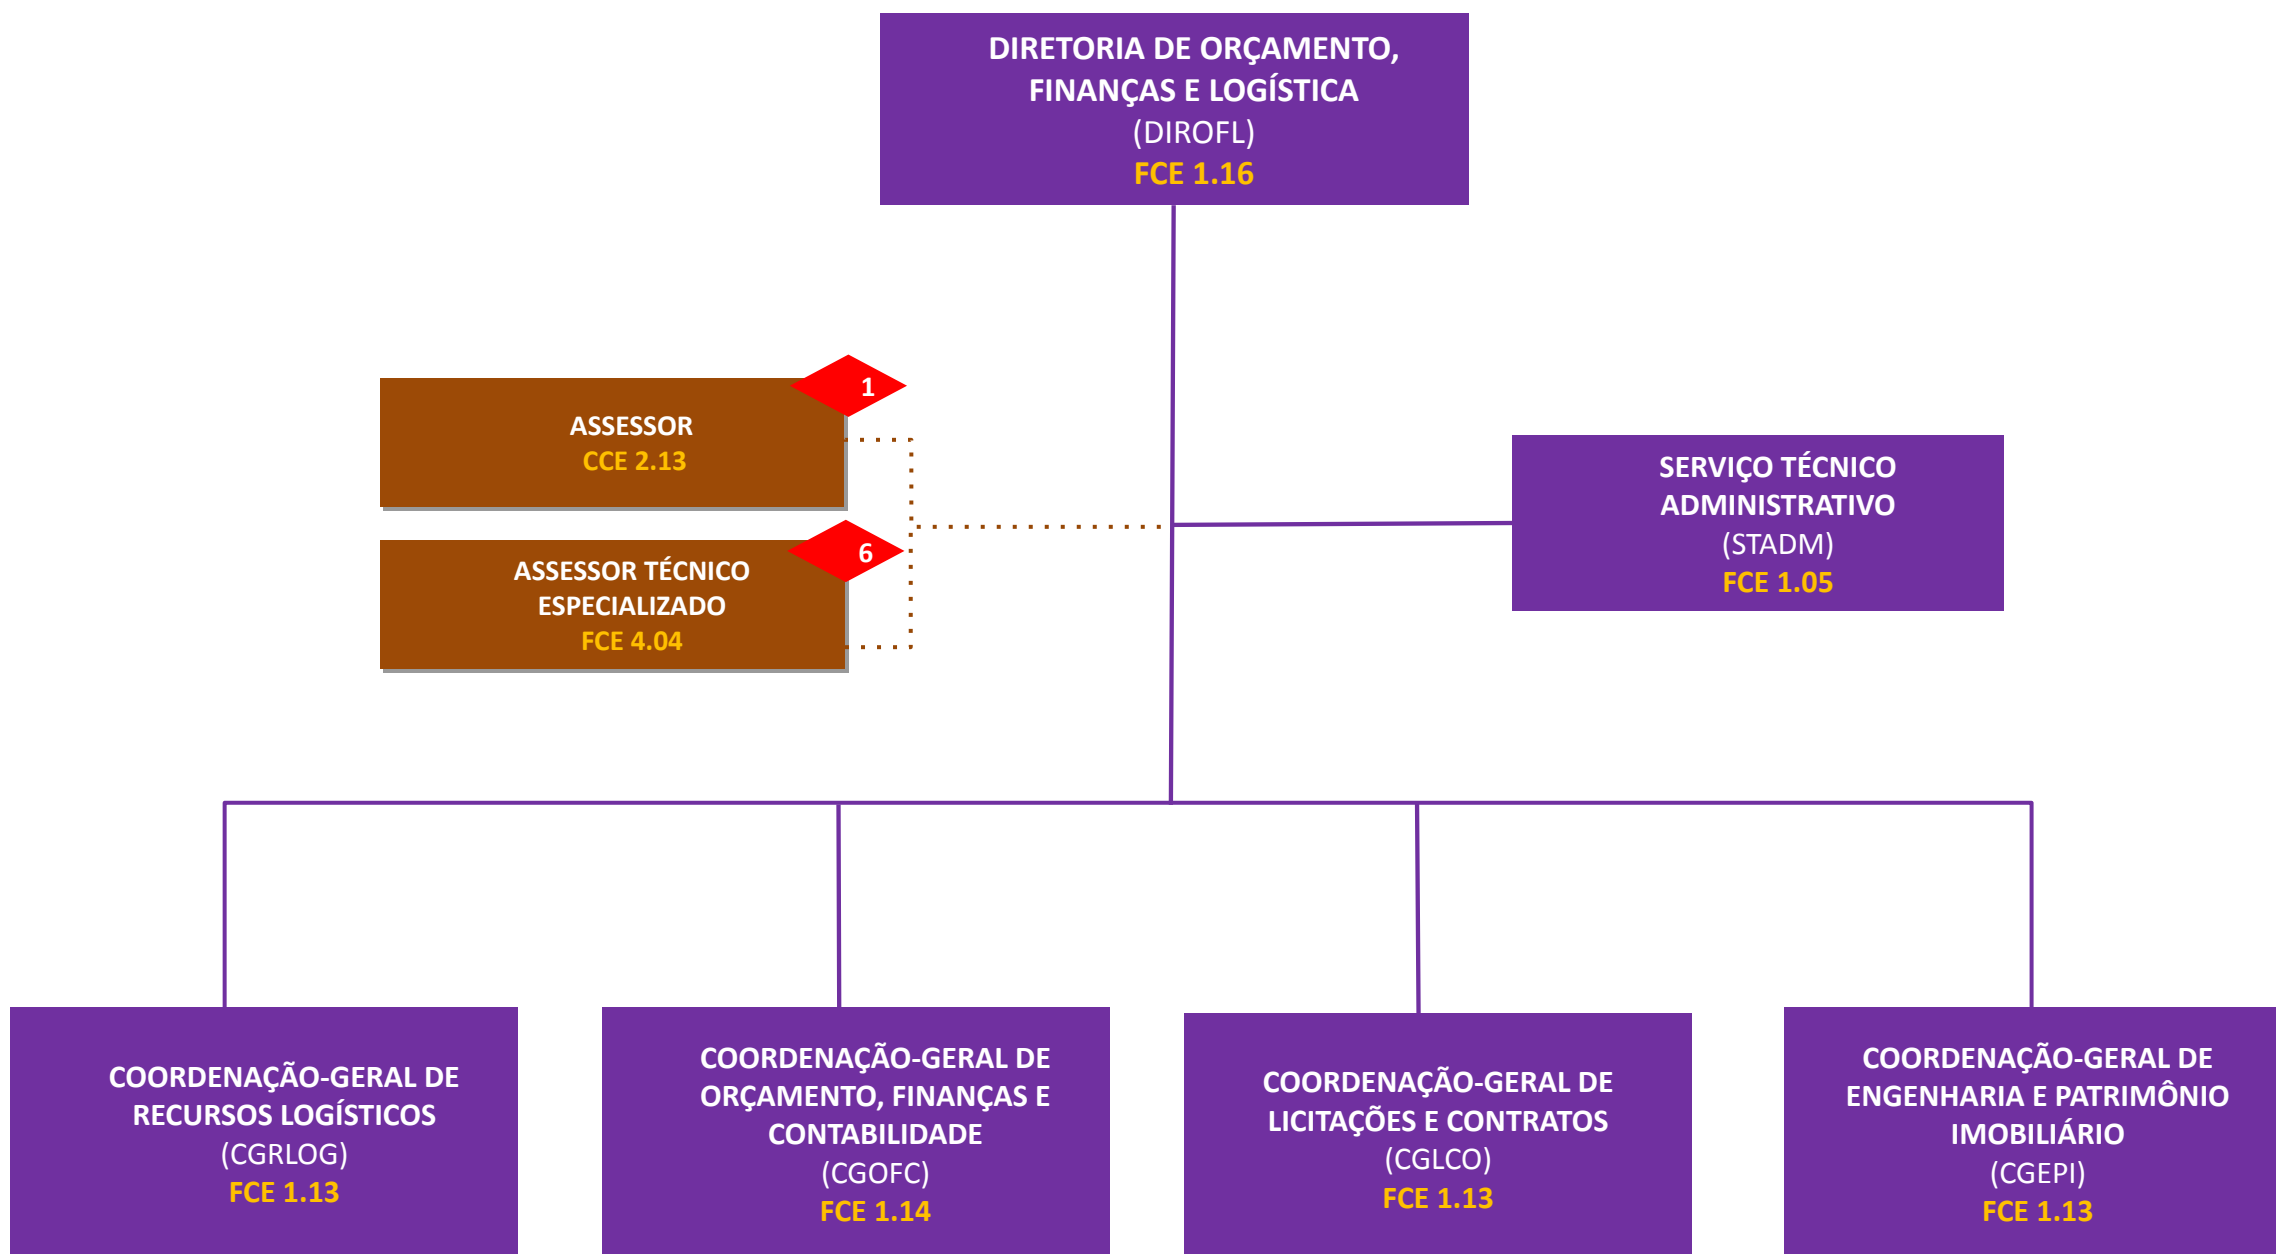 DIRETORIA DE ORÇAMENTO,
FINANÇAS E LOGÍSTICA
(DIROFL)
FCE 1.16
1
ASSESSOR
CCE 2.13
6
ASSESSOR TÉCNICO
ESPECIALIZADO
FCE 4.04
SERVIÇO TÉCNICO
ADMINISTRATIVO
(STADM)
FCE 1.05
COORDENAÇÃO-GERAL DE
RECURSOS LOGÍSTICOS
(CGRLOG)
FCE 1.13
COORDENAÇÃO-GERAL DE
ORÇAMENTO, FINANÇAS E
CONTABILIDADE
(CGOFC)
FCE 1.14
COORDENAÇÃO-GERAL DE
LICITAÇÕES E CONTRATOS
(CGLCO)
FCE 1.13
COORDENAÇÃO-GERAL DE
ENGENHARIA E PATRIMÔNIO
IMOBILIÁRIO
(CGEPI)
FCE 1.13